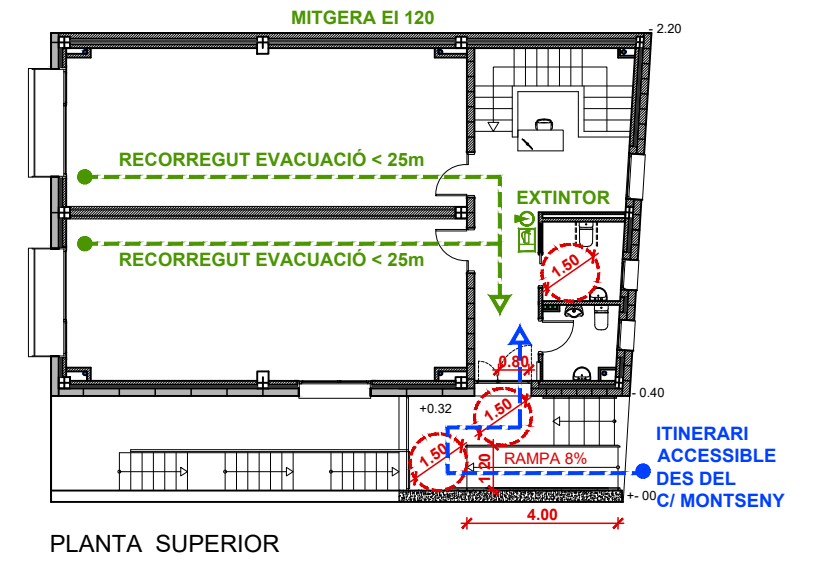 MITGERA EI 120
- 2.20
RECORREGUT EVACUACIÓ < 25m
EXTINTOR
RECORREGUT EVACUACIÓ < 25m
1.50
0.80
- 0.40
+0.32
1.50
ITINERARI
ACCESSIBLE
DES DEL
C/ MONTSENY
1.50
1.20
RAMPA 8%
+- 00
4.00
PLANTA SUPERIOR